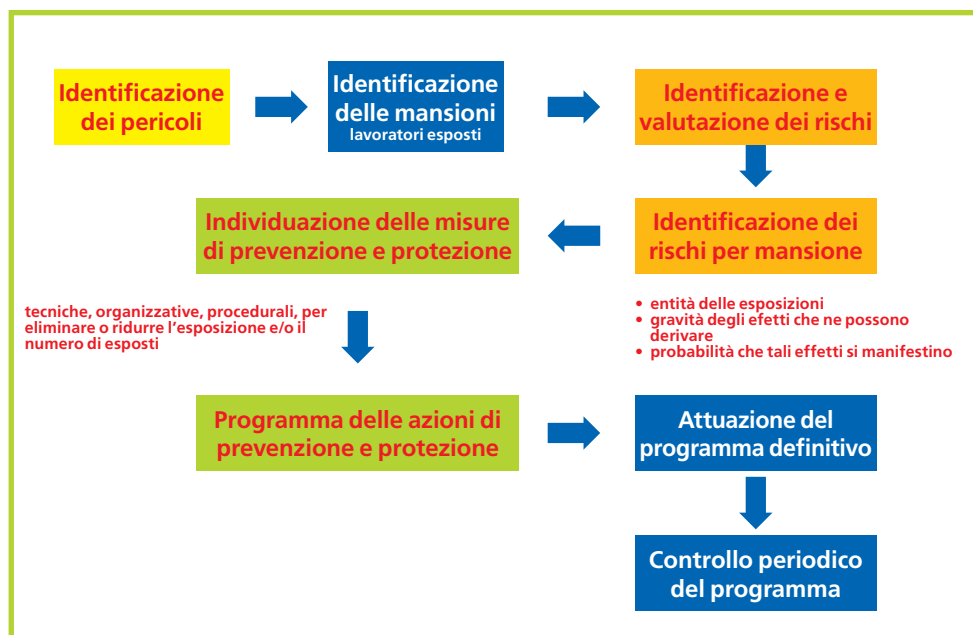 Identificazione
dei pericoli
Identificazione
delle mansioni
lavoratori esposti
Identificazione e
valutazione dei rischi
Identificazione dei
rischi per mansione
• entità delle esposizioni
• gravità degli efetti che ne possono
derivare
• probabilità che tali effetti si manifestino
Individuazione delle misure
di prevenzione e protezione
tecniche, organizzative, procedurali, per
eliminare o ridurre l'esposizione e/o il
numero di esposti
Programma delle azioni di
prevenzione e protezione
Attuazione del
programma definitivo
Controllo periodico
del programma